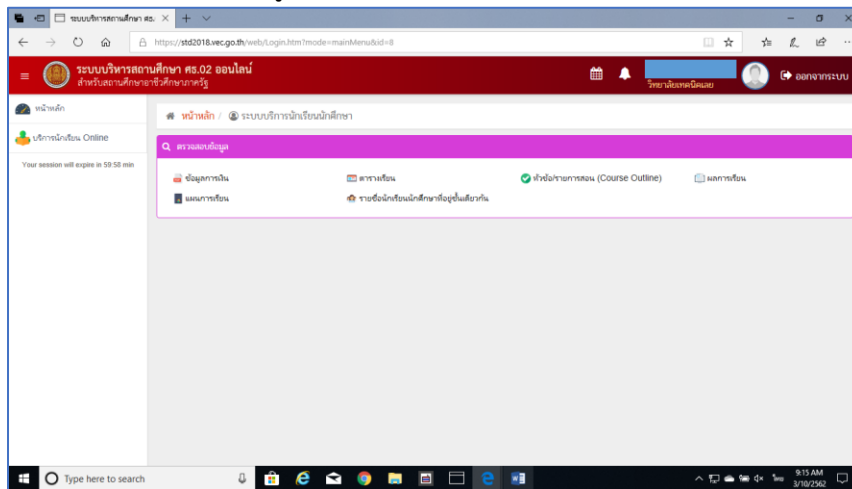 ระบบบริหารสถานศึกษา ศธ.
https://std2018.vec.go.th/web/Login.htm?mode=mainMenu&id=8
ระบบบริหารสถานศึกษา ศธ.02 ออนไลน์
สำหรับสถานศึกษาอาชีวศึกษาภาครัฐ
วิทยาลัยเทคนิคเลย
ออกจากระบบ
หน้าหลัก
หน้าหลัก / ระบบบริการนักเรียนนักศึกษา
บริการนักเรียน Online
ตรวจสอบข้อมูล
Your session will expire in 59:58 min
ข้อมูลการเงิน ตารางเรียน หัวข้อ/รายการสอน (Course Outline) ผลการเรียน
แผนการเรียน รายชื่อนักเรียนนักศึกษาที่อยู่ชั้นเดียวกัน
Type here to search
ไทย
9:15 AM
3/10/2562